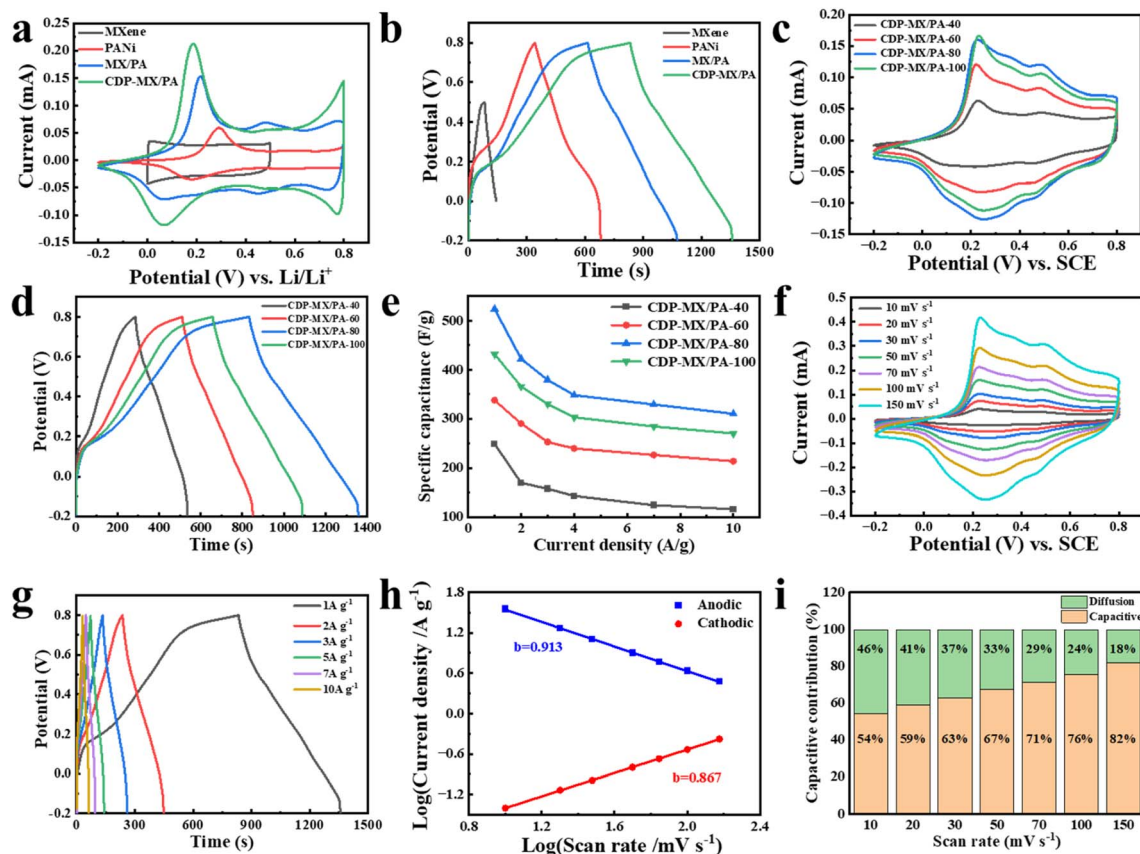 a
MXene
PANi
MX/PA
CDP-MX/PA
Current (mA)
0.25
0.20
0.15
0.10
0.05
0.00
−0.05
−0.10
−0.15
−0.2 0.0 0.2 0.4 0.6 0.8
Potential (V) vs. Li/Li⁺
b
MXene
PANi
MX/PA
CDP-MX/PA
Potential (V)
0.8
0.4
0.0
−0.2
0 300 600 900 1200 1500
Time (s)
c
CDP-MX/PA-40
CDP-MX/PA-60
CDP-MX/PA-80
CDP-MX/PA-100
Current (mA)
0.20
0.15
0.10
0.05
0.00
−0.05
−0.10
−0.15
−0.2 0.0 0.2 0.4 0.6 0.8
Potential (V) vs. SCE
d
CDP-MX/PA-40
CDP-MX/PA-60
CDP-MX/PA-80
CDP-MX/PA-100
Potential (V)
0.8
0.4
0.0
−0.2
0 200 400 600 800 1000 1200 1400
Time (s)
e
CDP-MX/PA-40
CDP-MX/PA-60
CDP-MX/PA-80
CDP-MX/PA-100
Specific capacitance (F/g)
500
400
300
200
100
0 2 4 6 8 10
Current density (A/g)
f
10 mV s⁻¹
20 mV s⁻¹
30 mV s⁻¹
50 mV s⁻¹
70 mV s⁻¹
100 mV s⁻¹
150 mV s⁻¹
Current (mA)
0.5
0.4
0.3
0.2
0.1
0.0
−0.1
−0.2
−0.3
−0.4
−0.2 0.0 0.2 0.4 0.6 0.8
Potential (V) vs. SCE
g
1A g⁻¹
2A g⁻¹
3A g⁻¹
5A g⁻¹
7A g⁻¹
10A g⁻¹
Potential (V)
0.8
0.4
0.0
−0.2
0 300 600 900 1200 1500
Time (s)
h
Anodic
Cathodic
b=0.913
b=0.867
Log(Current density /A g⁻¹)
1.8
1.2
0.6
0.0
−0.6
−1.2
0.8 1.2 1.6 2.0 2.4
Log(Scan rate /mV s⁻¹)
i
Diffusion
Capacitive
Capacitive contribution (%)
120
100
80
60
40
20
0
46% 41% 37% 33% 29% 24% 18%
54% 59% 63% 67% 71% 76% 82%
10 20 30 50 70 100 150
Scan rate (mV s⁻¹)